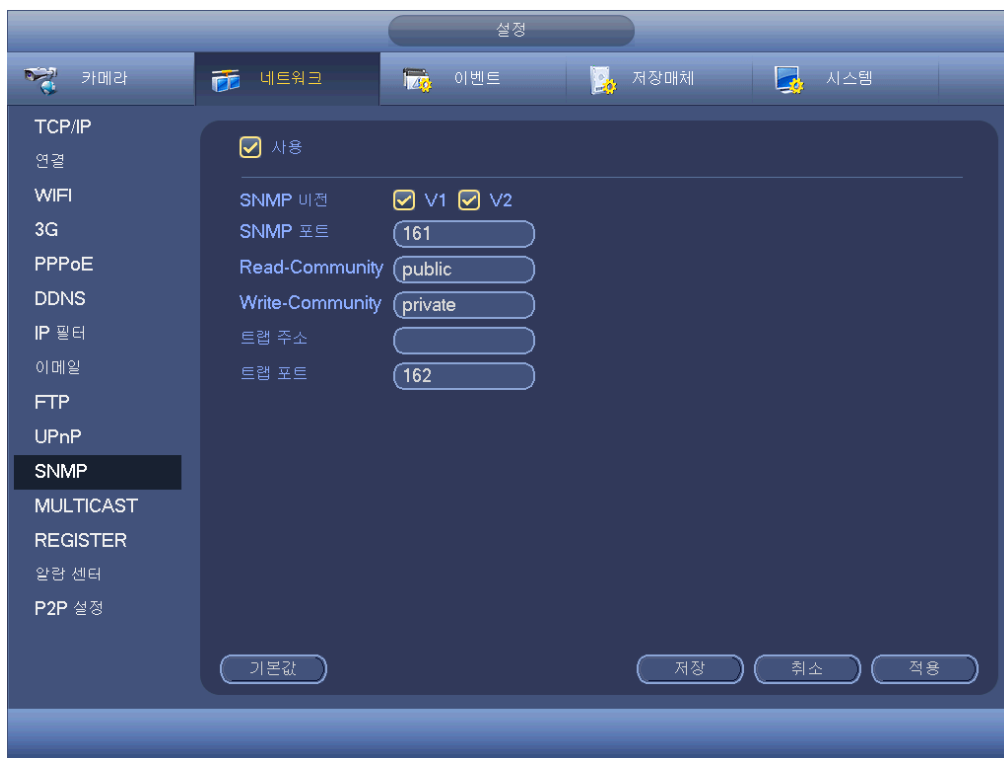 설정
카메라 네트워크 이벤트 저장매체 시스템
TCP/IP
연결
WIFI
3G
PPPoE
DDNS
IP 필터
이메일
FTP
UPnP
SNMP
MULTICAST
REGISTER
알람 센터
P2P 설정
사용
SNMP 비전 V1 V2
SNMP 포트 161
Read-Community public
Write-Community private
트랩 주소
트랩 포트 162
기본값 저장 취소 적용